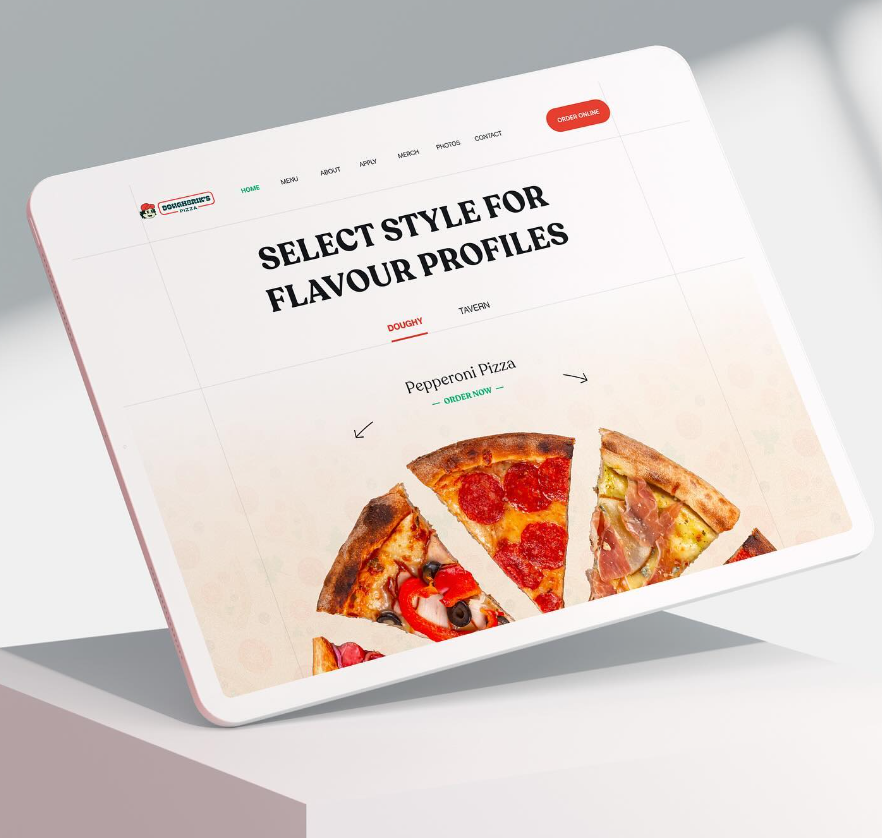 DOUGHBRIK'S
PIZZA
HOME MENU ABOUT APPLY MERCH PHOTOS CONTACT
ORDER ONLINE
SELECT STYLE FOR
FLAVOUR PROFILES
DOUGHY TAVERN
Pepperoni Pizza
ORDER NOW